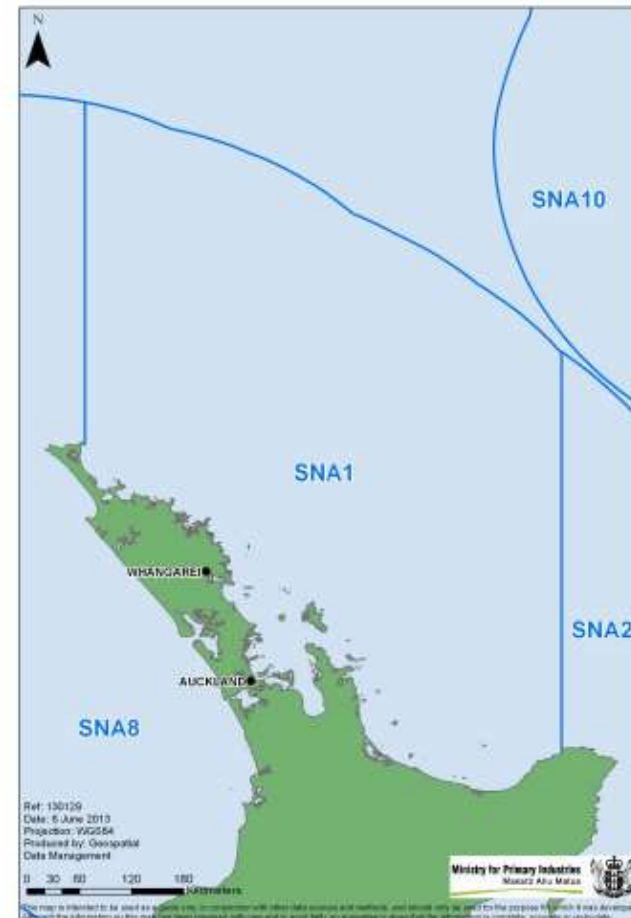 N
SNA10
SNA1
WHANGAREI
SNA2
AUCKLAND
SNA8
Ref: 130129
Date: 6 June 2013
Projection: WGS84
Produced by: Geospatial
Data Management
0 30 60 120 180
Kilometers
Ministry for Primary Industries
Manatū Ahu Matua